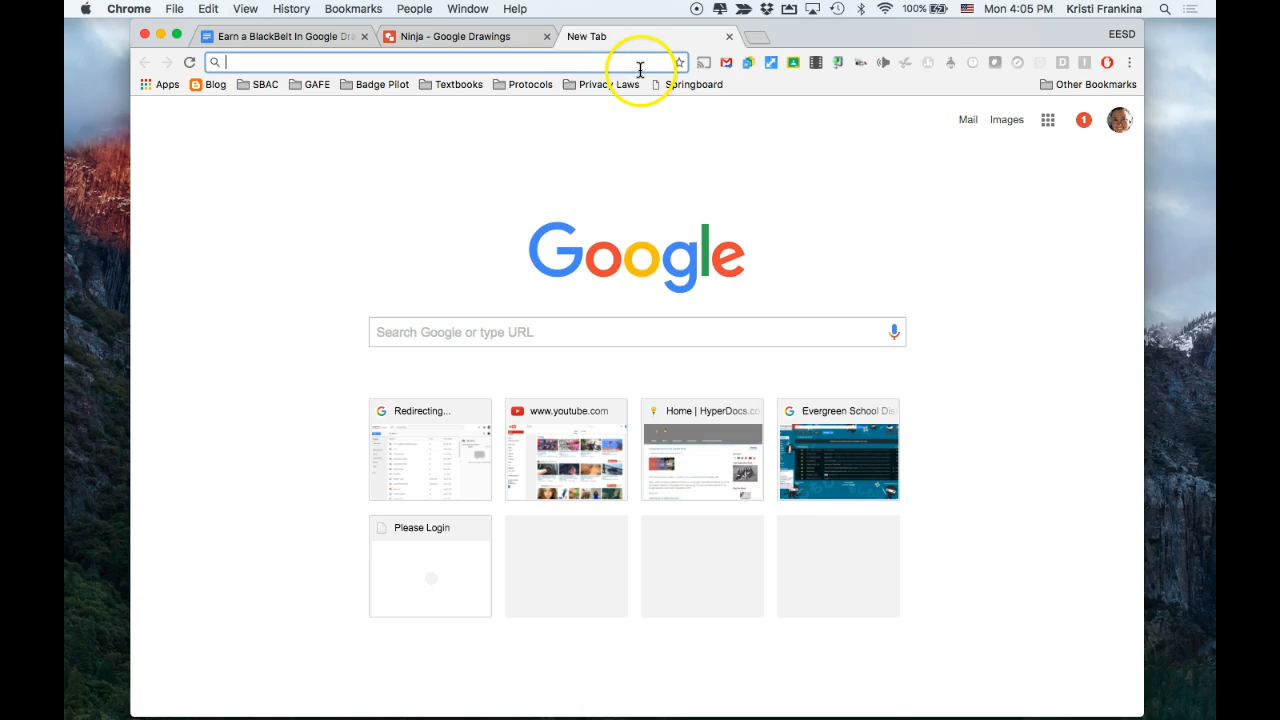 Chrome File Edit View History Bookmarks People Window Help 100% Mon 4:05 PM Kristi Frankina
Earn a BlackBelt In Google Dra Ninja - Google Drawings New Tab EESD
Apps Blog SBAC GAFE Badge Pilot Textbooks Protocols Privacy Laws Springboard Other Bookmarks
Mail Images 1
Google
Search Google or type URL
Redirecting... www.youtube.com Home | HyperDocs.co Evergreen School Dis
Please Login